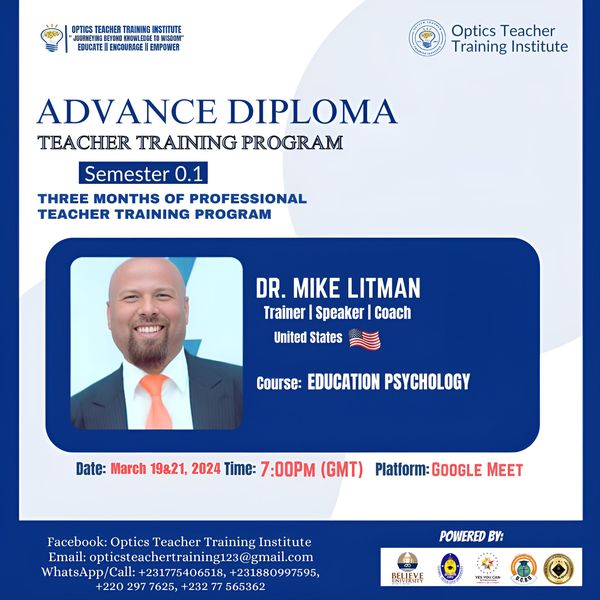 OPTICS TEACHER TRAINING INSTITUTE
" JOURNEYING BEYOND KNOWLEDGE TO WISDOM"
EDUCATE || ENCOURAGE || EMPOWER
Optics Teacher
Training Institute
ADVANCE DIPLOMA
TEACHER TRAINING PROGRAM
Semester 0.1
THREE MONTHS OF PROFESSIONAL
TEACHER TRAINING PROGRAM
DR. MIKE LITMAN
Trainer | Speaker | Coach
United States
Course: EDUCATION PSYCHOLOGY
Date: March 19&21, 2024 Time: 7:00PM (GMT) Platform: GOOGLE MEET
Facebook: Optics Teacher Training Institute
Email: opticsteachertraining123@gmail.com
WhatsApp/Call: +231775406518, +231880997595,
+220 297 7625, +232 77 565362
POWERED BY:
BELIEVE
UNIVERSITY
YES YOU CAN